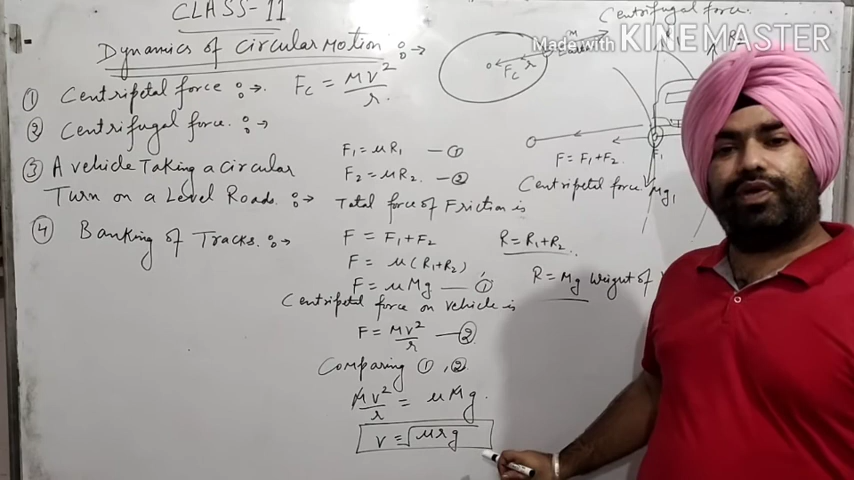 CLASS-11
Dynamics of circular Motion :→
① Centripetal force :→ Fc = Mv²/r
② Centrifugal force :→
③ A vehicle Taking a circular
Turn on a Level Roads :→
④ Banking of Tracks :→
F1 = μR1 — ①
F2 = μR2 — ②
Total force of Friction is
F = F1 + F2
F = μ(R1+R2)
F = μMg — ①
R = R1+R2
R = Mg Weight of
Centripetal force on vehicle is
F = Mv²/r — ②
Comparing ①, ②
Mv²/r = μMg
v = √μrg
Centrifugal force
m
Fc r
F = F1+F2
F1
Centripetal force
Mg1
Made with KINEMASTER